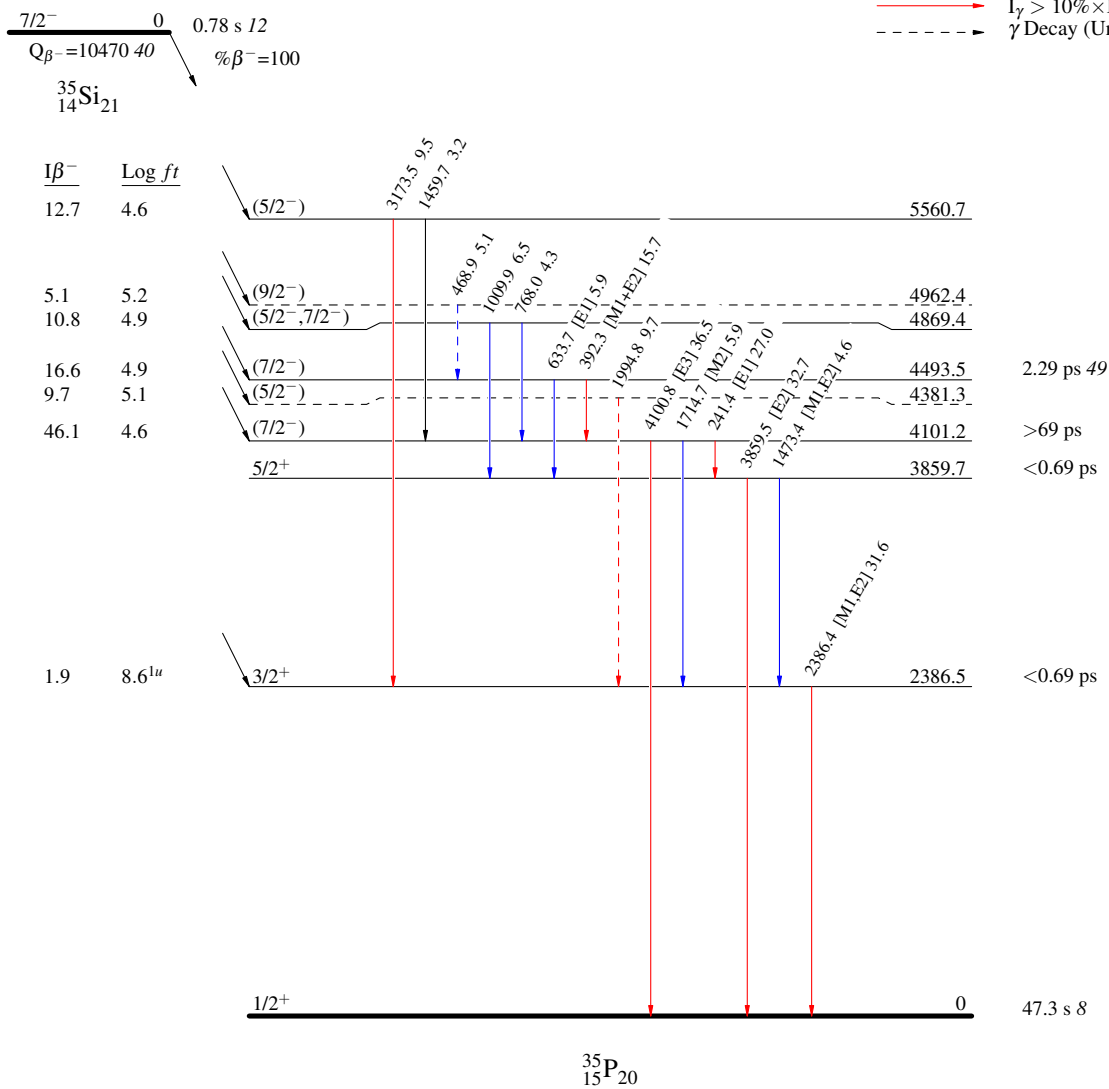 7/2⁻ 0 0.78 s 12
Q_β⁻=10470 40
%β⁻=100
³⁵₁₄Si₂₁
I_γ > 10%×I
γ Decay (Un
Iβ⁻ Log ft
3173.5 9.5
1459.7 3.2
12.7 4.6 (5/2⁻) 5560.7
468.9 5.1
1009.9 6.5
768.0 4.3
633.7 [E1] 5.9
392.3 [M1+E2] 15.7
5.1 5.2 (9/2⁻) 4962.4
10.8 4.9 (5/2⁻,7/2⁻) 4869.4
1994.8 9.7
16.6 4.9 (7/2⁻) 4493.5 2.29 ps 49
9.7 5.1 (5/2⁻) 4381.3
4100.8 [E3] 36.5
1714.7 [M2] 5.9
241.4 [E1] 27.0
3859.5 [E2] 32.7
1473.4 [M1,E2] 4.6
46.1 4.6 (7/2⁻) 4101.2 >69 ps
5/2⁺ 3859.7 <0.69 ps
2386.4 [M1,E2] 31.6
1.9 8.6¹ᵘ 3/2⁺ 2386.5 <0.69 ps
1/2⁺ 0 47.3 s 8
³⁵₁₅P₂₀